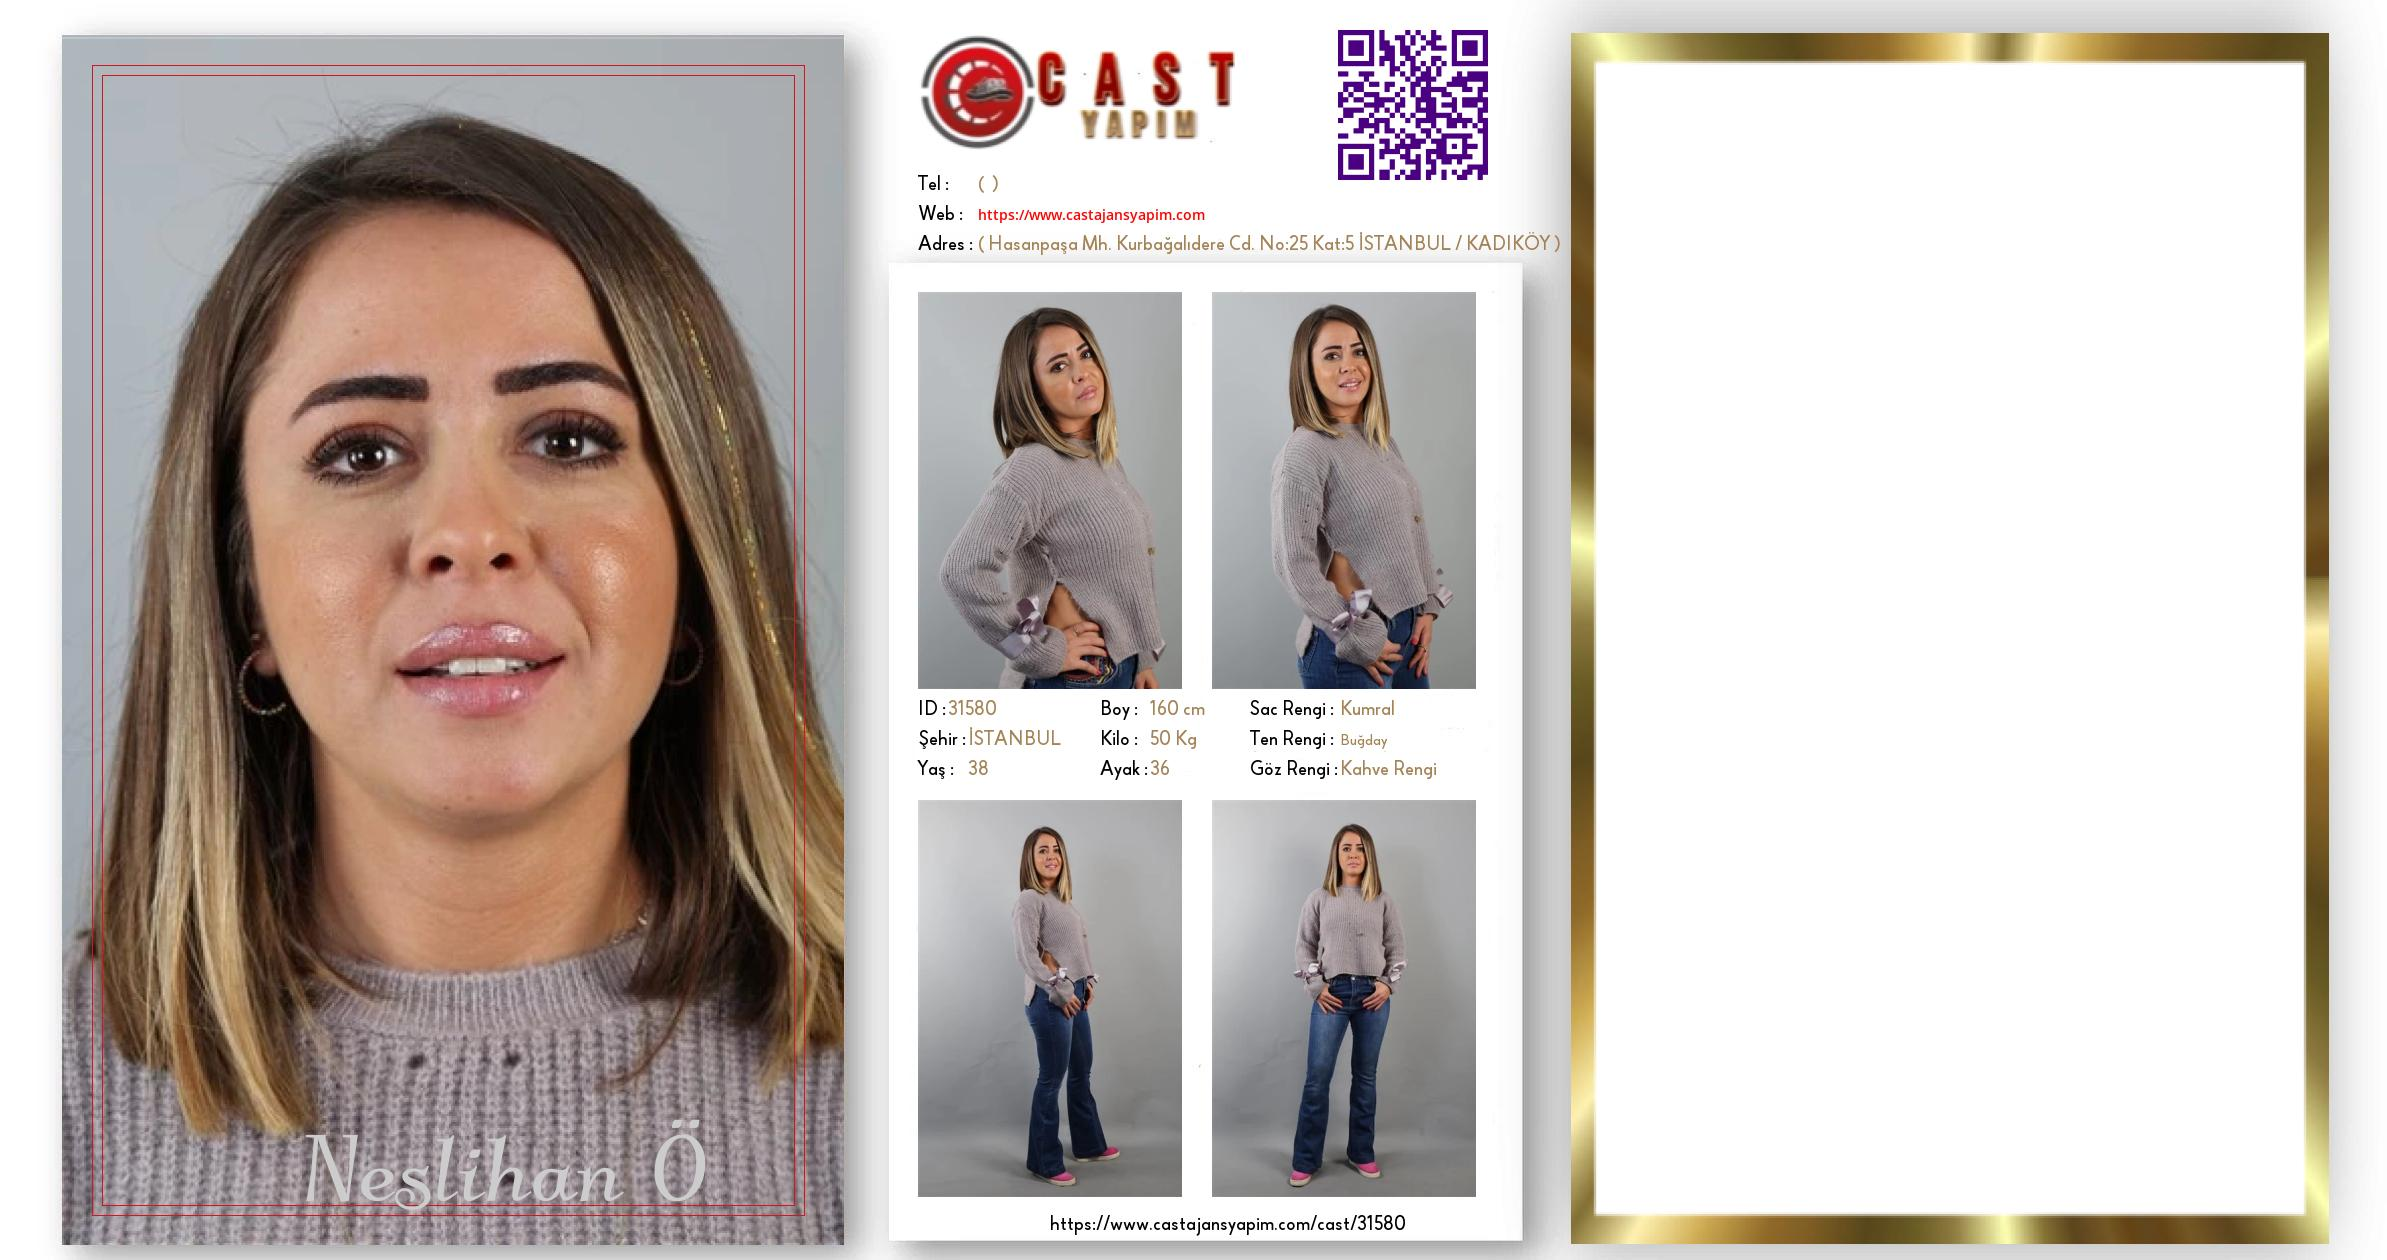 Neslihan Ö
CAST
YAPIM
Tel : ( )
Web : https://www.castajansyapim.com
Adres : ( Hasanpaşa Mh. Kurbağalıdere Cd. No:25 Kat:5 İSTANBUL / KADIKÖY )
ID : 31580 Boy : 160 cm Sac Rengi : Kumral
Şehir : İSTANBUL Kilo : 50 Kg Ten Rengi : Buğday
Yaş : 38 Ayak : 36 Göz Rengi : Kahve Rengi
https://www.castajansyapim.com/cast/31580